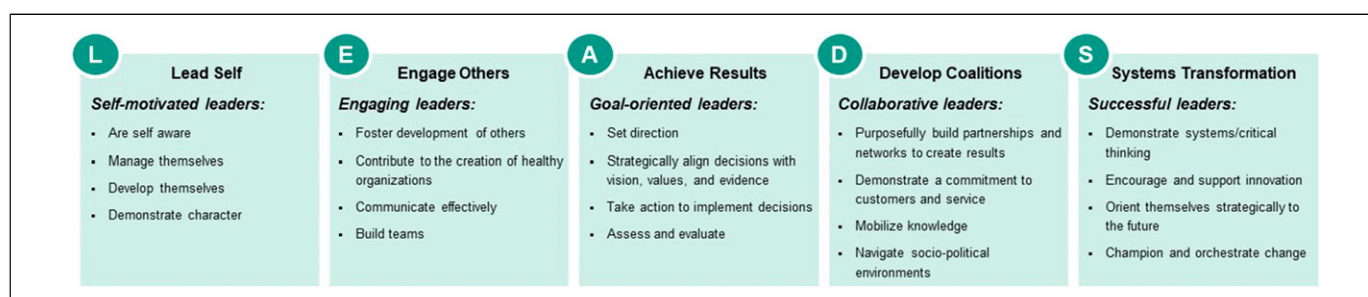 L
Lead Self
Self-motivated leaders:
▪ Are self aware
▪ Manage themselves
▪ Develop themselves
▪ Demonstrate character
E
Engage Others
Engaging leaders:
▪ Foster development of others
▪ Contribute to the creation of healthy
organizations
▪ Communicate effectively
▪ Build teams
A
Achieve Results
Goal-oriented leaders:
▪ Set direction
▪ Strategically align decisions with
vision, values, and evidence
▪ Take action to implement decisions
▪ Assess and evaluate
D
Develop Coalitions
Collaborative leaders:
▪ Purposefully build partnerships and
networks to create results
▪ Demonstrate a commitment to
customers and service
▪ Mobilize knowledge
▪ Navigate socio-political
environments
S
Systems Transformation
Successful leaders:
▪ Demonstrate systems/critical
thinking
▪ Encourage and support innovation
▪ Orient themselves strategically to
the future
▪ Champion and orchestrate change